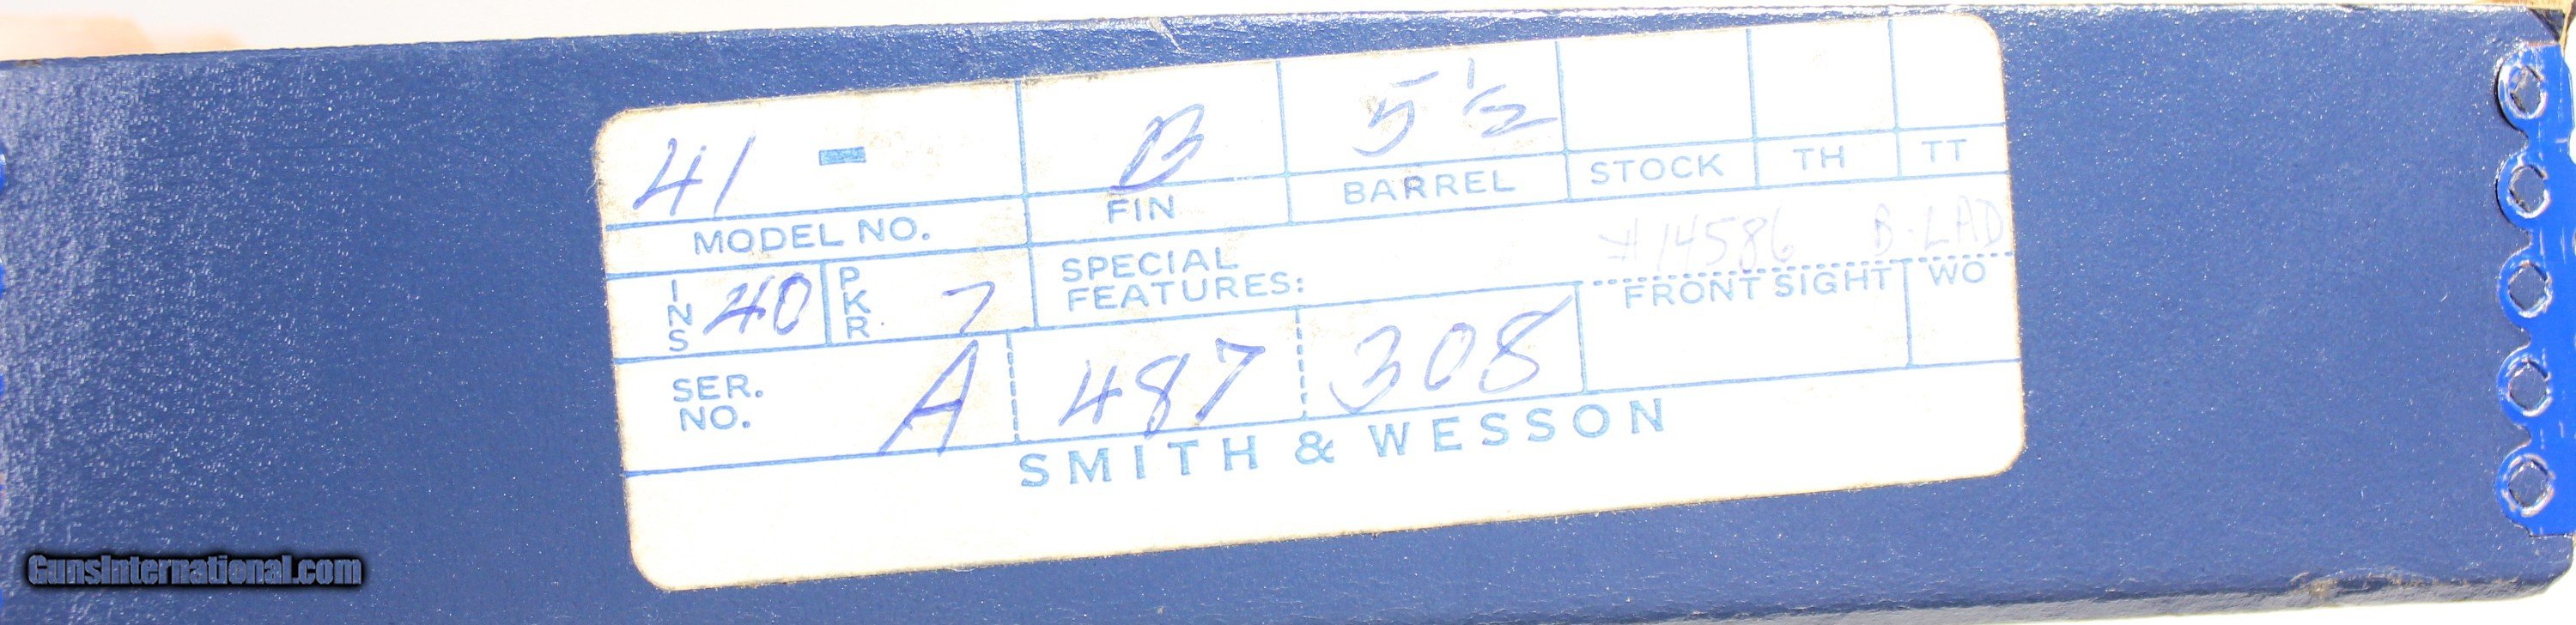 41 - B 5 1/2
MODEL NO. FIN BARREL STOCK TH TT
#14586 B-LAD
INS 40 PKR. 7 SPECIAL FEATURES: FRONT SIGHT WO
SER. NO. A 487 308
SMITH & WESSON
GunsInternational.com